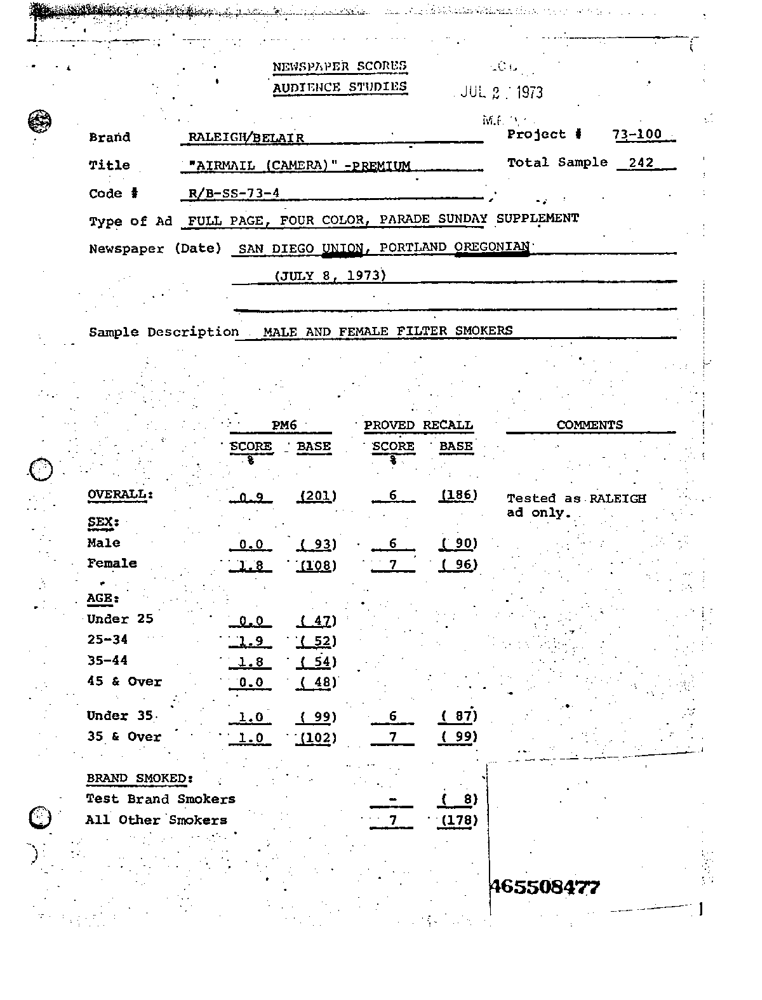 NEWSPAPER SCORES
AUDIENCE STUDIES
JUL 2 1973
Brand RALEIGH/BELAIR Project # 73-100
Title "AIRMAIL (CAMERA)" -PREMIUM Total Sample 242
Code # R/B-SS-73-4
Type of Ad FULL PAGE, FOUR COLOR, PARADE SUNDAY SUPPLEMENT
Newspaper (Date) SAN DIEGO UNION, PORTLAND OREGONIAN
(JULY 8, 1973)
Sample Description MALE AND FEMALE FILTER SMOKERS
PM6 PROVED RECALL COMMENTS
SCORE BASE SCORE BASE
% %
OVERALL: 0.9 (201) 6 (186) Tested as RALEIGH
ad only.
SEX:
Male 0.0 ( 93) 6 ( 90)
Female 1.8 (108) 7 ( 96)
AGE:
Under 25 0.0 ( 47)
25-34 1.9 ( 52)
35-44 1.8 ( 54)
45 & Over 0.0 ( 48)
Under 35 1.0 ( 99) 6 ( 87)
35 & Over 1.0 (102) 7 ( 99)
BRAND SMOKED:
Test Brand Smokers - ( 8)
All Other Smokers 7 (178)
465508477